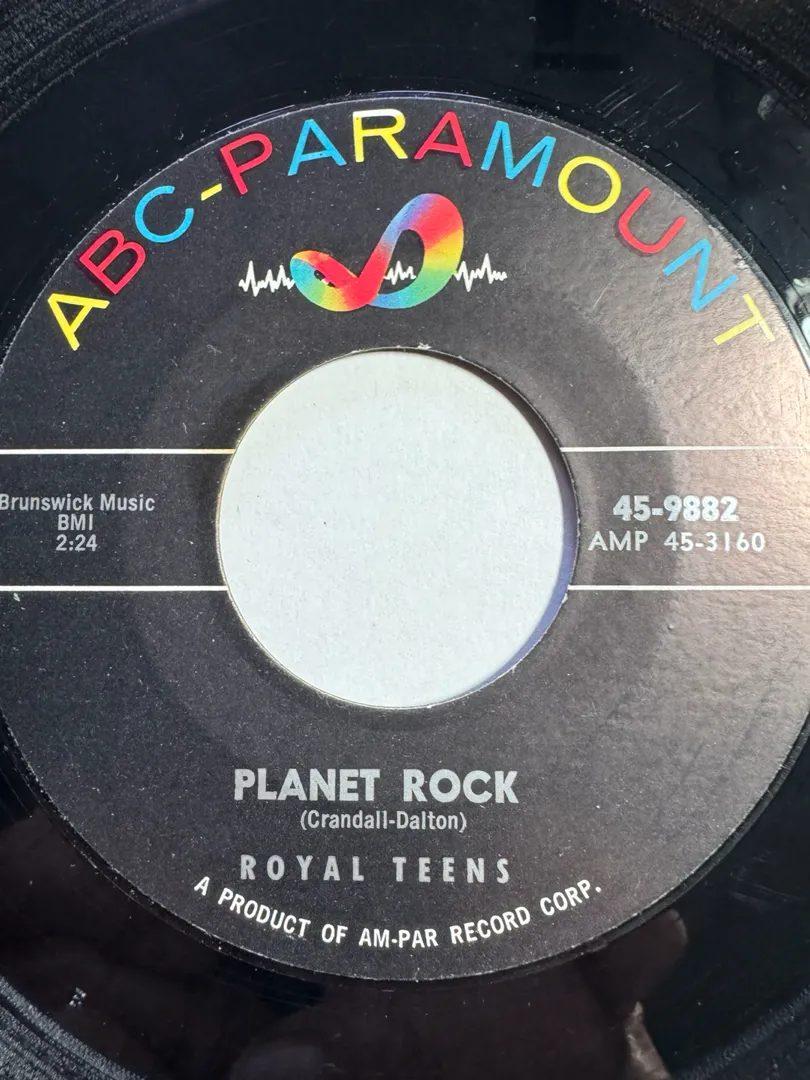 ABC-PARAMOUNT
Brunswick Music
BMI
2:24
45-9882
AMP 45-3160
PLANET ROCK
(Crandall-Dalton)
ROYAL TEENS
A PRODUCT OF AM-PAR RECORD CORP.